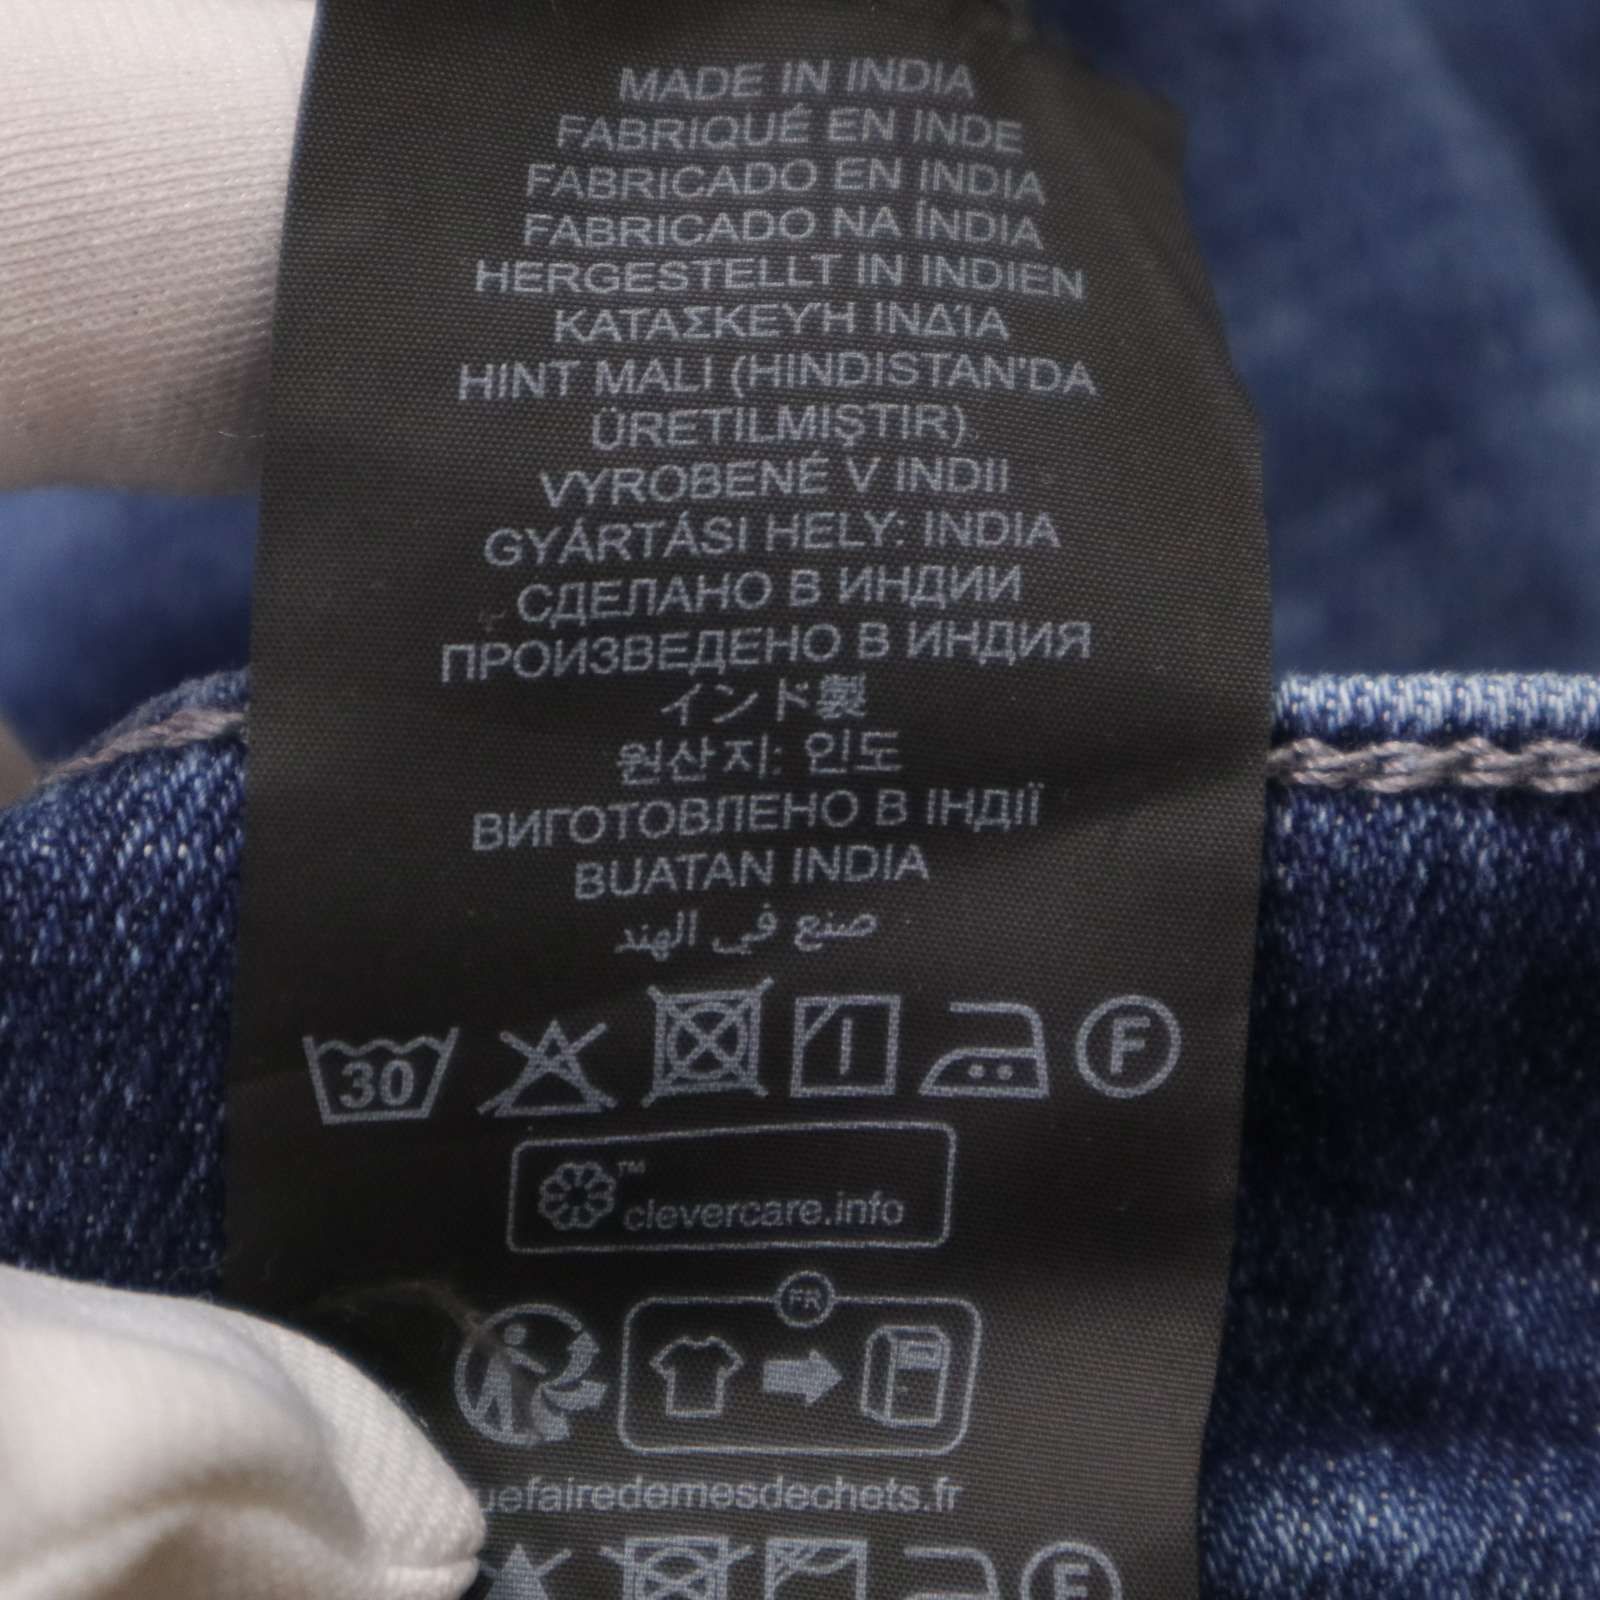 MADE IN INDIA
FABRIQUÉ EN INDE
FABRICADO EN INDIA
FABRICADO NA ÍNDIA
HERGESTELLT IN INDIEN
ΚΑΤΑΣΚΕΥΉ ΙΝΔΊΑ
HINT MALI (HINDISTAN'DA
ÜRETILMIŞTIR)
VYROBENÉ V INDII
GYÁRTÁSI HELY: INDIA
СДЕЛАНО В ИНДИИ
ПРОИЗВЕДЕНО В ИНДИЯ
インド製
원산지: 인도
ВИГОТОВЛЕНО В ІНДІЇ
BUATAN INDIA
صنع في الهند
30 F
™
clevercare.info
FR
uefairedemesdechets.fr
F